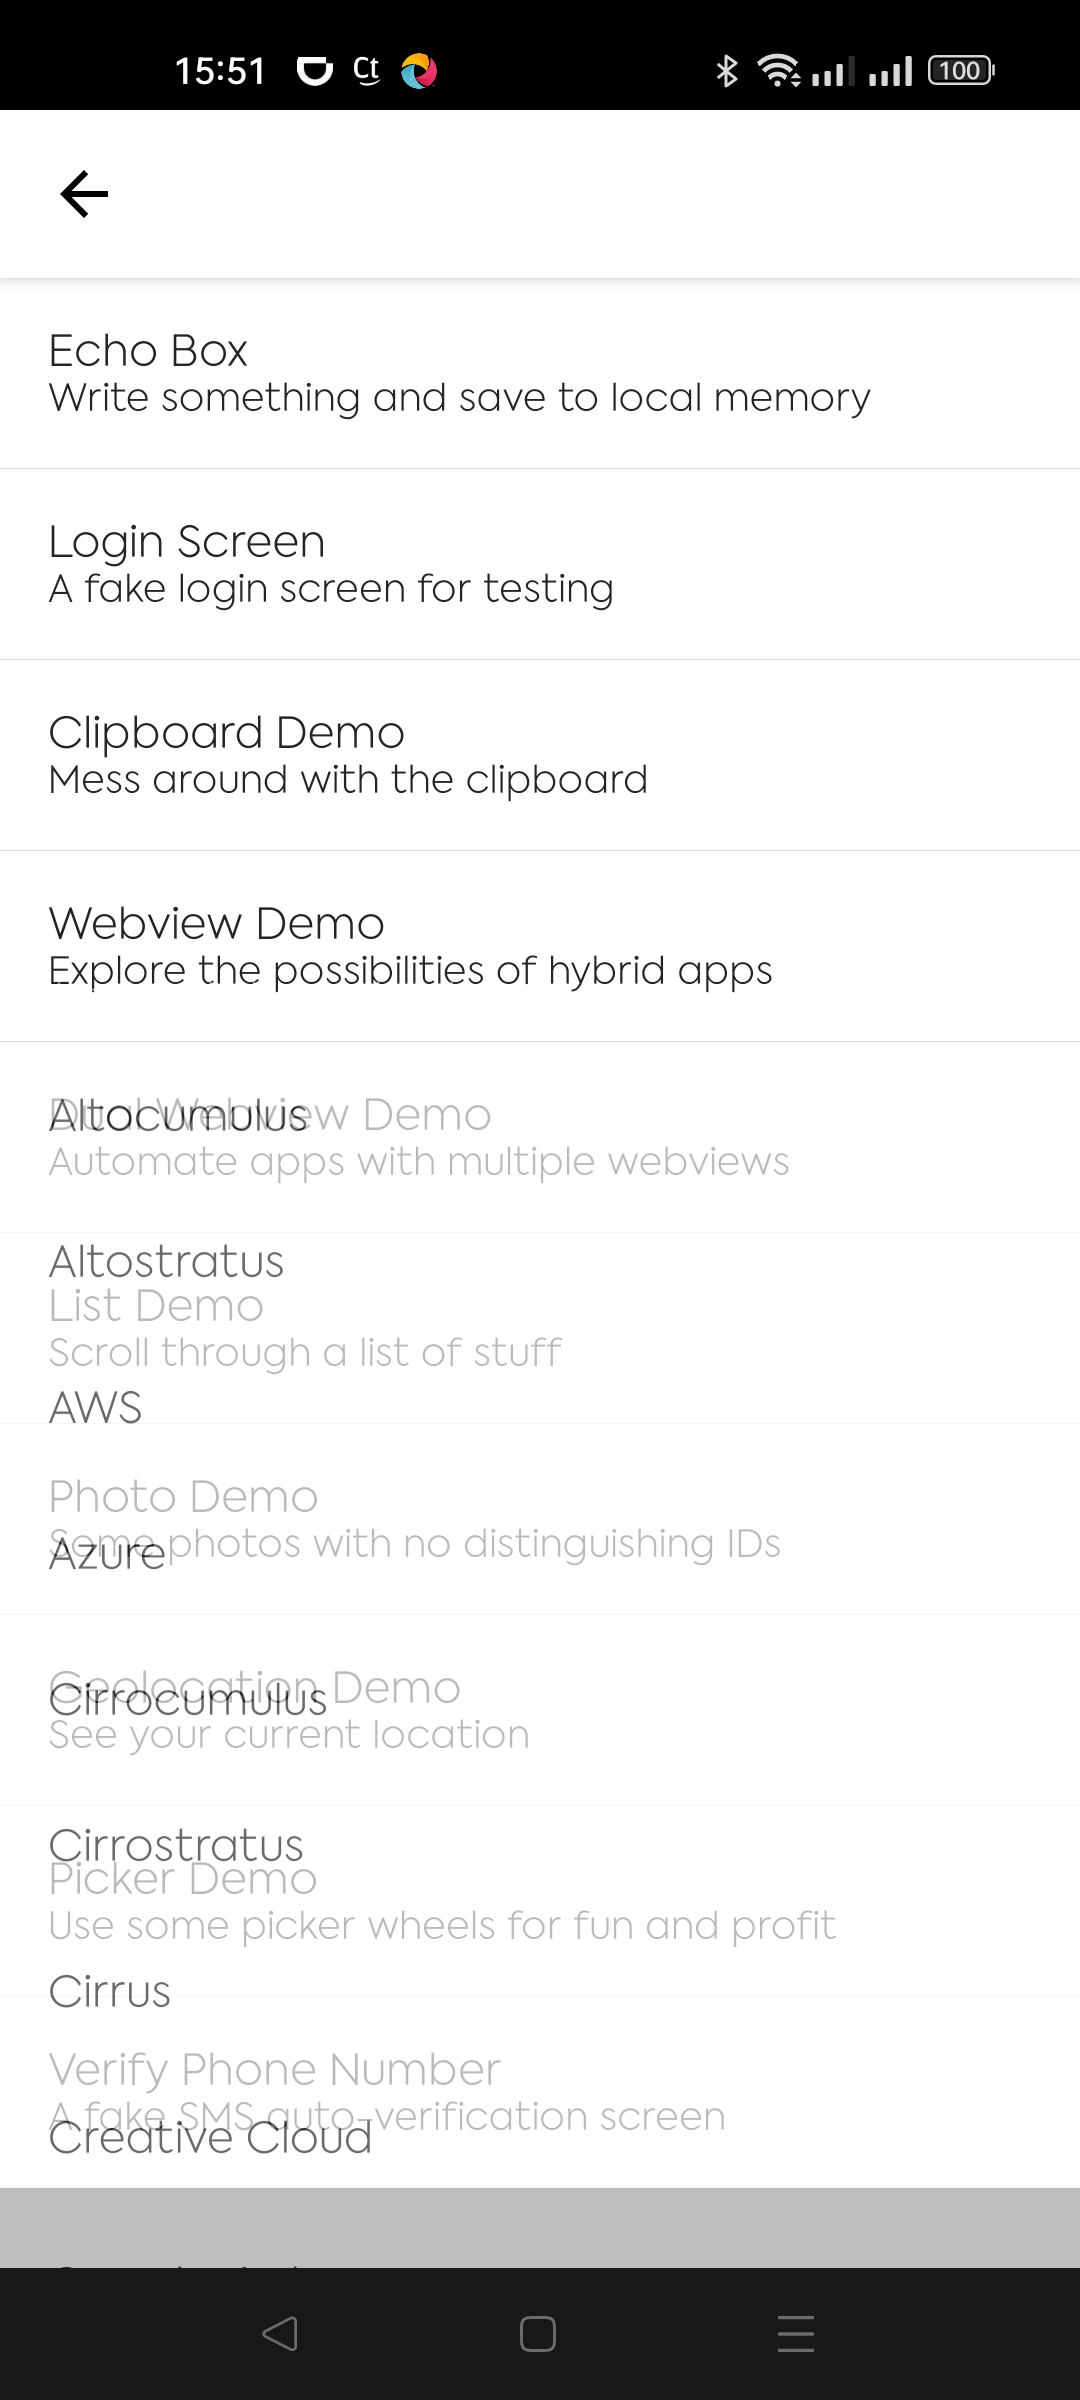 15:51
Ct
100
Echo Box
Write something and save to local memory
Login Screen
A fake login screen for testing
Clipboard Demo
Mess around with the clipboard
Webview Demo
Explore the possibilities of hybrid apps
Altocumulus
Dual Webview Demo
Automate apps with multiple webviews
Altostratus
List Demo
Scroll through a list of stuff
AWS
Photo Demo
Some photos with no distinguishing IDs
Azure
Geolocation Demo
Cirrocumulus
See your current location
Cirrostratus
Picker Demo
Use some picker wheels for fun and profit
Cirrus
Verify Phone Number
A fake SMS auto-verification screen
Creative Cloud